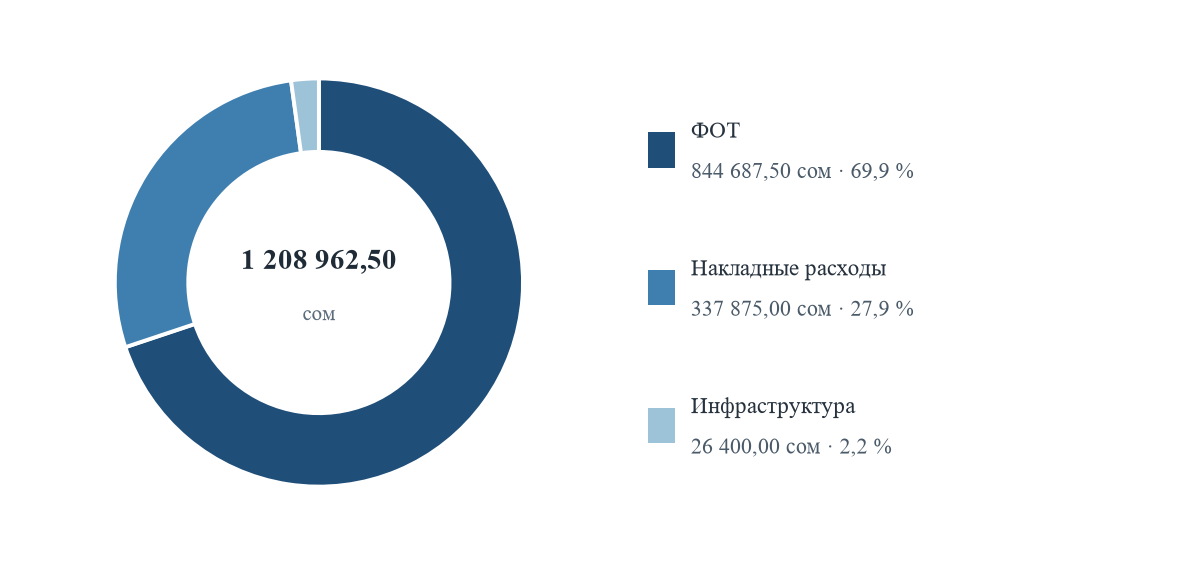 1 208 962,50
сом
ФОТ
844 687,50 сом · 69,9 %
Накладные расходы
337 875,00 сом · 27,9 %
Инфраструктура
26 400,00 сом · 2,2 %